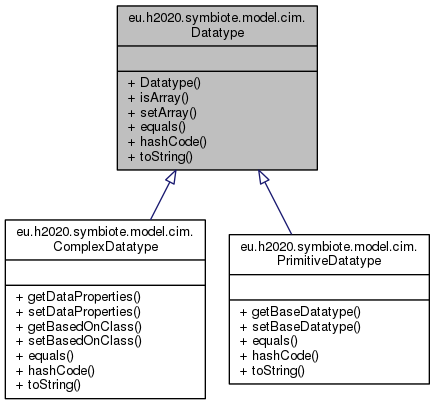 eu.h2020.symbiote.model.cim.
Datatype
+ Datatype()
+ isArray()
+ setArray()
+ equals()
+ hashCode()
+ toString()
eu.h2020.symbiote.model.cim.
ComplexDatatype
+ getDataProperties()
+ setDataProperties()
+ getBasedOnClass()
+ setBasedOnClass()
+ equals()
+ hashCode()
+ toString()
eu.h2020.symbiote.model.cim.
PrimitiveDatatype
+ getBaseDatatype()
+ setBaseDatatype()
+ equals()
+ hashCode()
+ toString()